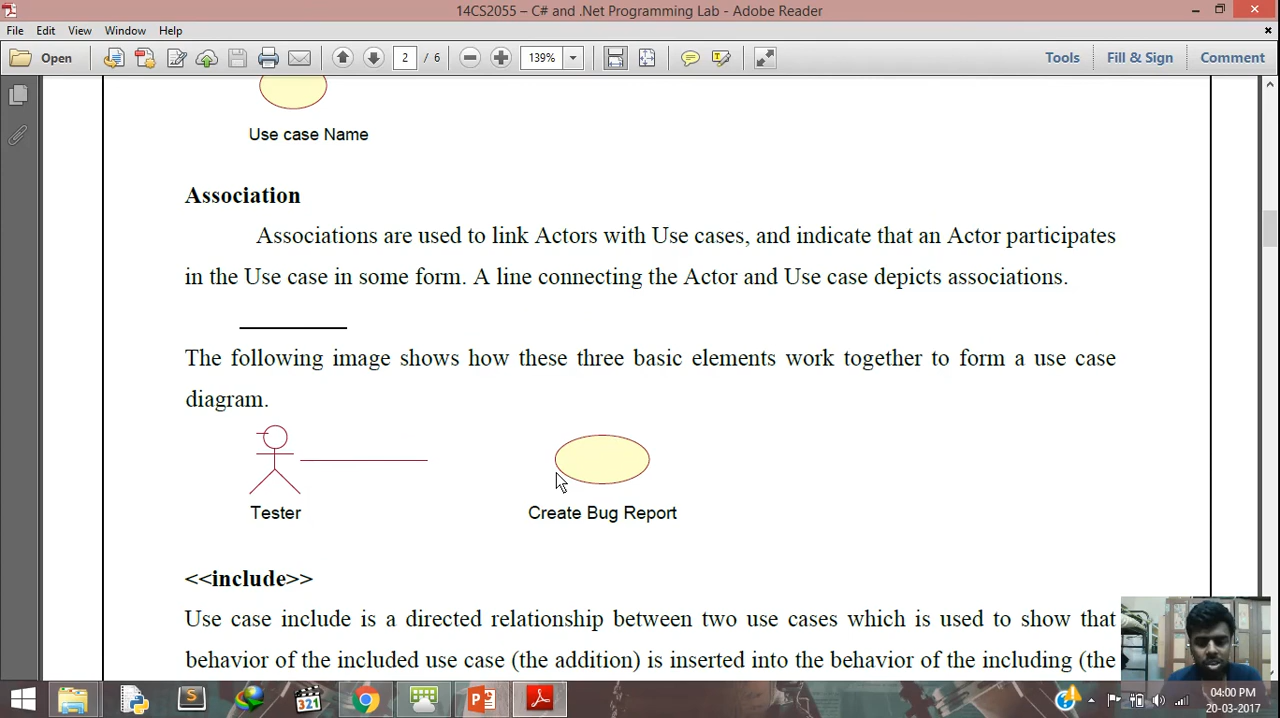 14CS2055 – C# and .Net Programming Lab - Adobe Reader
File Edit View Window Help
Open 2 / 6 139% Tools Fill & Sign Comment
Use case Name
Association
Associations are used to link Actors with Use cases, and indicate that an Actor participates
in the Use case in some form. A line connecting the Actor and Use case depicts associations.
The following image shows how these three basic elements work together to form a use case
diagram.
Tester Create Bug Report
<<include>>
Use case include is a directed relationship between two use cases which is used to show that
behavior of the included use case (the addition) is inserted into the behavior of the including (the
321
04:00 PM
20-03-2017